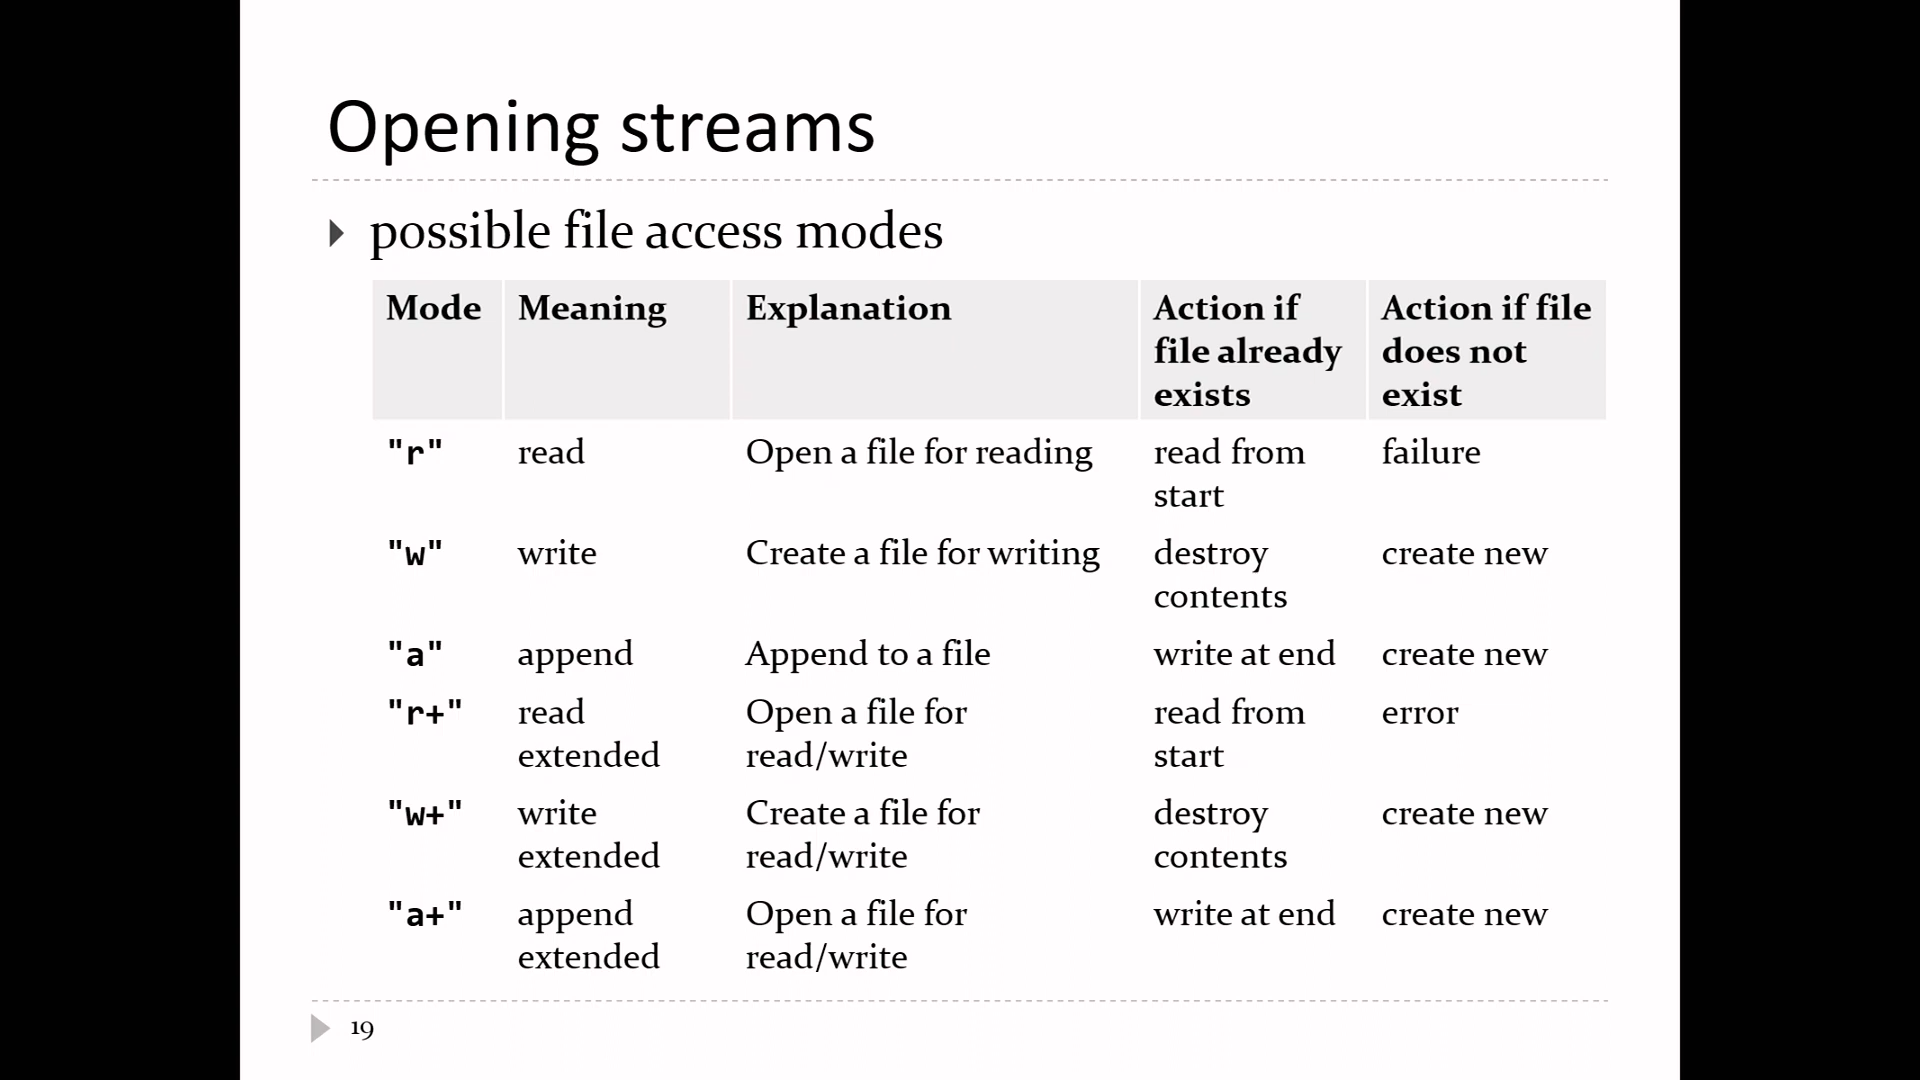 Opening streams
possible file access modes
Mode Meaning Explanation Action if file already exists Action if file does not exist
"r" read Open a file for reading read from start failure
"w" write Create a file for writing destroy contents create new
"a" append Append to a file write at end create new
"r+" read extended Open a file for read/write read from start error
"w+" write extended Create a file for read/write destroy contents create new
"a+" append extended Open a file for read/write write at end create new
19